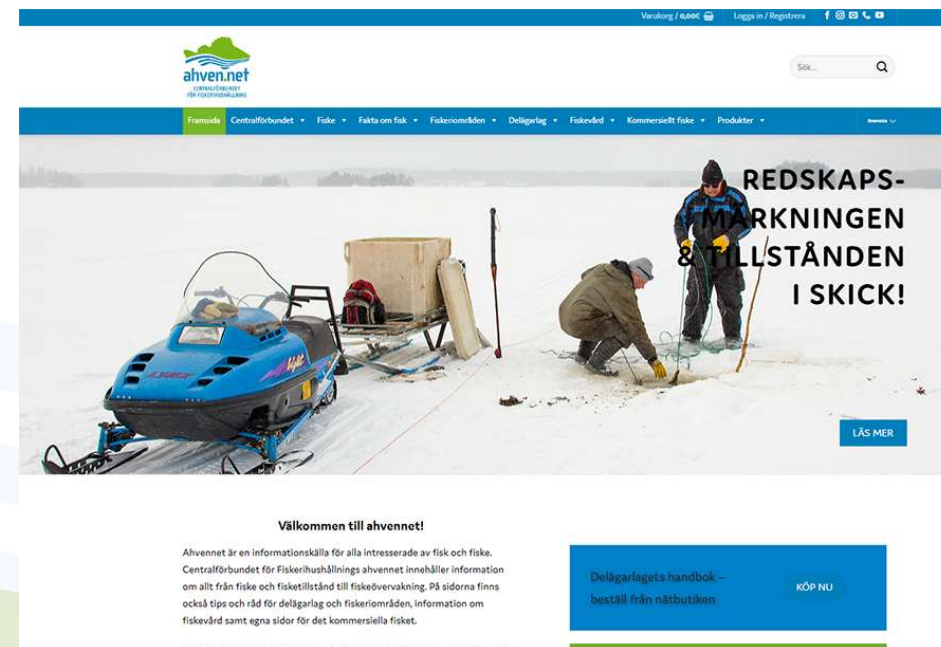 Varukorg / 0,00€ Logga in / Registrera
ahven.net
CENTRALFÖRBUNDET
FÖR FISKERIHUSHÅLLNING
Sök...
Framsida Centralförbundet Fiske Fakta om fisk Fiskeriområden Delägarlag Fiskevård Kommersiellt fiske Produkter Svenska
REDSKAPS-
MÄRKNINGEN
& TILLSTÅNDEN
I SKICK!
LÄS MER
Välkommen till ahvennet!
Ahvennet är en informationskälla för alla intresserade av fisk och fiske.
Centralförbundet för Fiskerihushållnings ahvennet innehåller information
om allt från fiske och fisketillstånd till fiskeövervakning. På sidorna finns
också tips och råd för delägarlag och fiskeriområden, information om
fiskevård samt egna sidor för det kommersiella fisket.
Delägarlagets handbok –
beställ från nätbutiken
KÖP NU